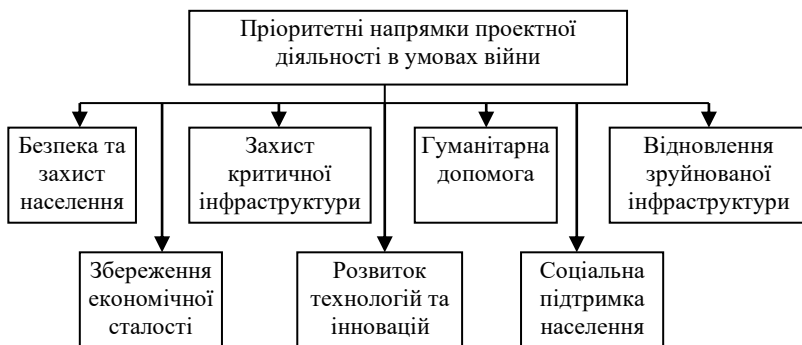 Пріоритетні напрямки проектної
діяльності в умовах війни
Безпека та
захист
населення
Захист
критичної
інфраструктури
Гуманітарна
допомога
Відновлення
зруйнованої
інфраструктури
Збереження
економічної
сталості
Розвиток
технологій та
інновацій
Соціальна
підтримка
населення